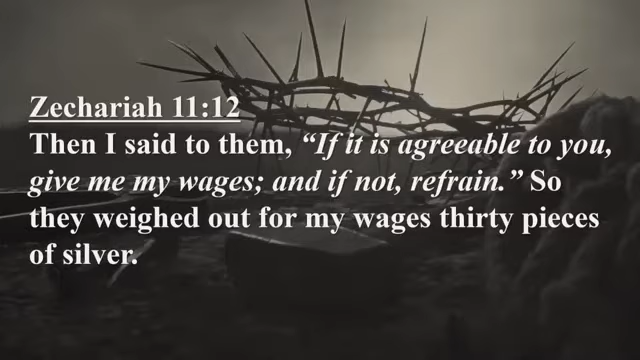 Zechariah 11:12
Then I said to them, “If it is agreeable to you,
give me my wages; and if not, refrain.” So
they weighed out for my wages thirty pieces
of silver.